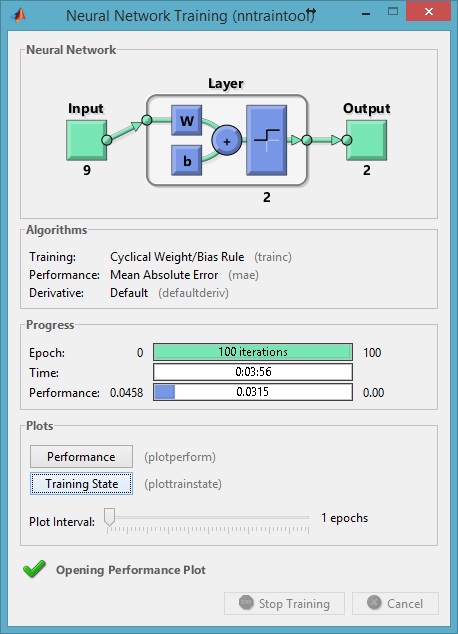 Neural Network Training (nntraintool)
Neural Network
Layer
Input
Output
W
b
+
9
2
2
Algorithms
Training: Cyclical Weight/Bias Rule (trainc)
Performance: Mean Absolute Error (mae)
Derivative: Default (defaultderiv)
Progress
Epoch: 0 100 iterations 100
Time: 0:03:56
Performance: 0.0458 0.0315 0.00
Plots
Performance (plotperform)
Training State (plottrainstate)
Plot Interval: 1 epochs
Opening Performance Plot
Stop Training Cancel